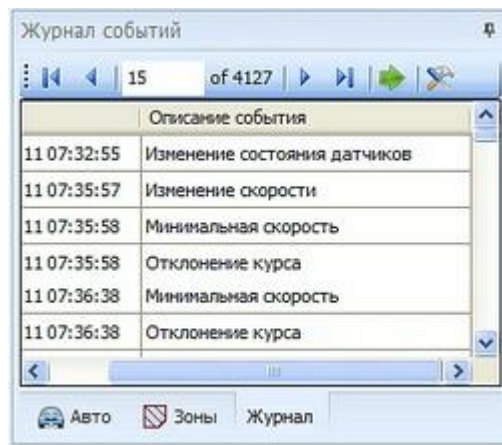 Журнал событий
15 of 4127
Описание события
11 07:32:55 Изменение состояния датчиков
11 07:35:57 Изменение скорости
11 07:35:58 Минимальная скорость
11 07:35:58 Отклонение курса
11 07:36:38 Минимальная скорость
11 07:36:38 Отклонение курса
Авто Зоны Журнал